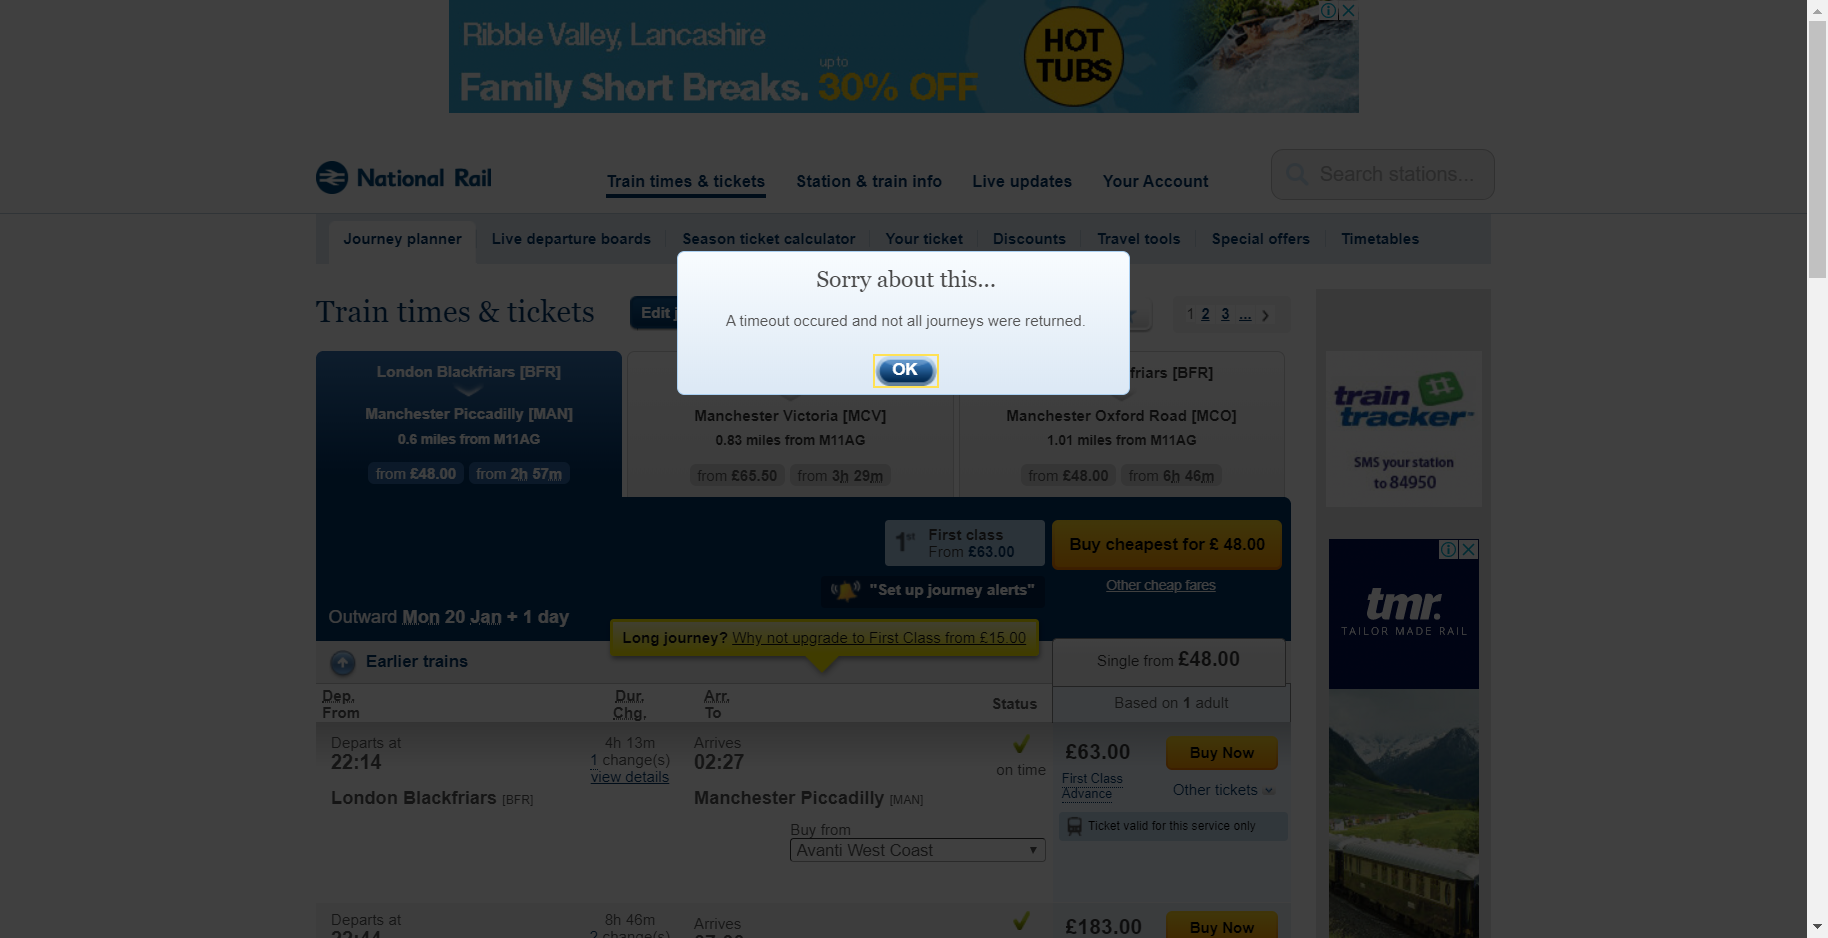 Ribble Valley, Lancashire
up to
Family Short Breaks. 30% OFF
HOT
TUBS
National Rail
Train times & tickets
Station & train info
Live updates
Your Account
Search stations...
Journey planner
Live departure boards
Season ticket calculator
Your ticket
Discounts
Travel tools
Special offers
Timetables
Sorry about this...
A timeout occured and not all journeys were returned.
OK
Train times & tickets
Edit
1 2 3 ...
London Blackfriars [BFR]
Manchester Piccadilly [MAN]
0.6 miles from M11AG
from £48.00 from 2h 57m
Manchester Victoria [MCV]
0.83 miles from M11AG
from £65.50 from 3h 29m
friars [BFR]
Manchester Oxford Road [MCO]
1.01 miles from M11AG
from £48.00 from 6h 46m
1st First class
From £63.00
Buy cheapest for £ 48.00
"Set up journey alerts"
Other cheap fares
Outward Mon 20 Jan + 1 day
Long journey? Why not upgrade to First Class from £15.00
Earlier trains
Single from £48.00
Dep.
From
Dur.
Chg.
Arr.
To
Status
Based on 1 adult
Departs at
22:14
London Blackfriars [BFR]
4h 13m
1 change(s)
view details
Arrives
02:27
Manchester Piccadilly [MAN]
on time
£63.00
Buy Now
First Class
Advance
Other tickets
Ticket valid for this service only
Buy from
Avanti West Coast
Departs at
22:44
8h 46m
2 change(s)
Arrives
£183.00
Buy Now
train
tracker
SMS your station
to 84950
tmr.
TAILOR MADE RAIL